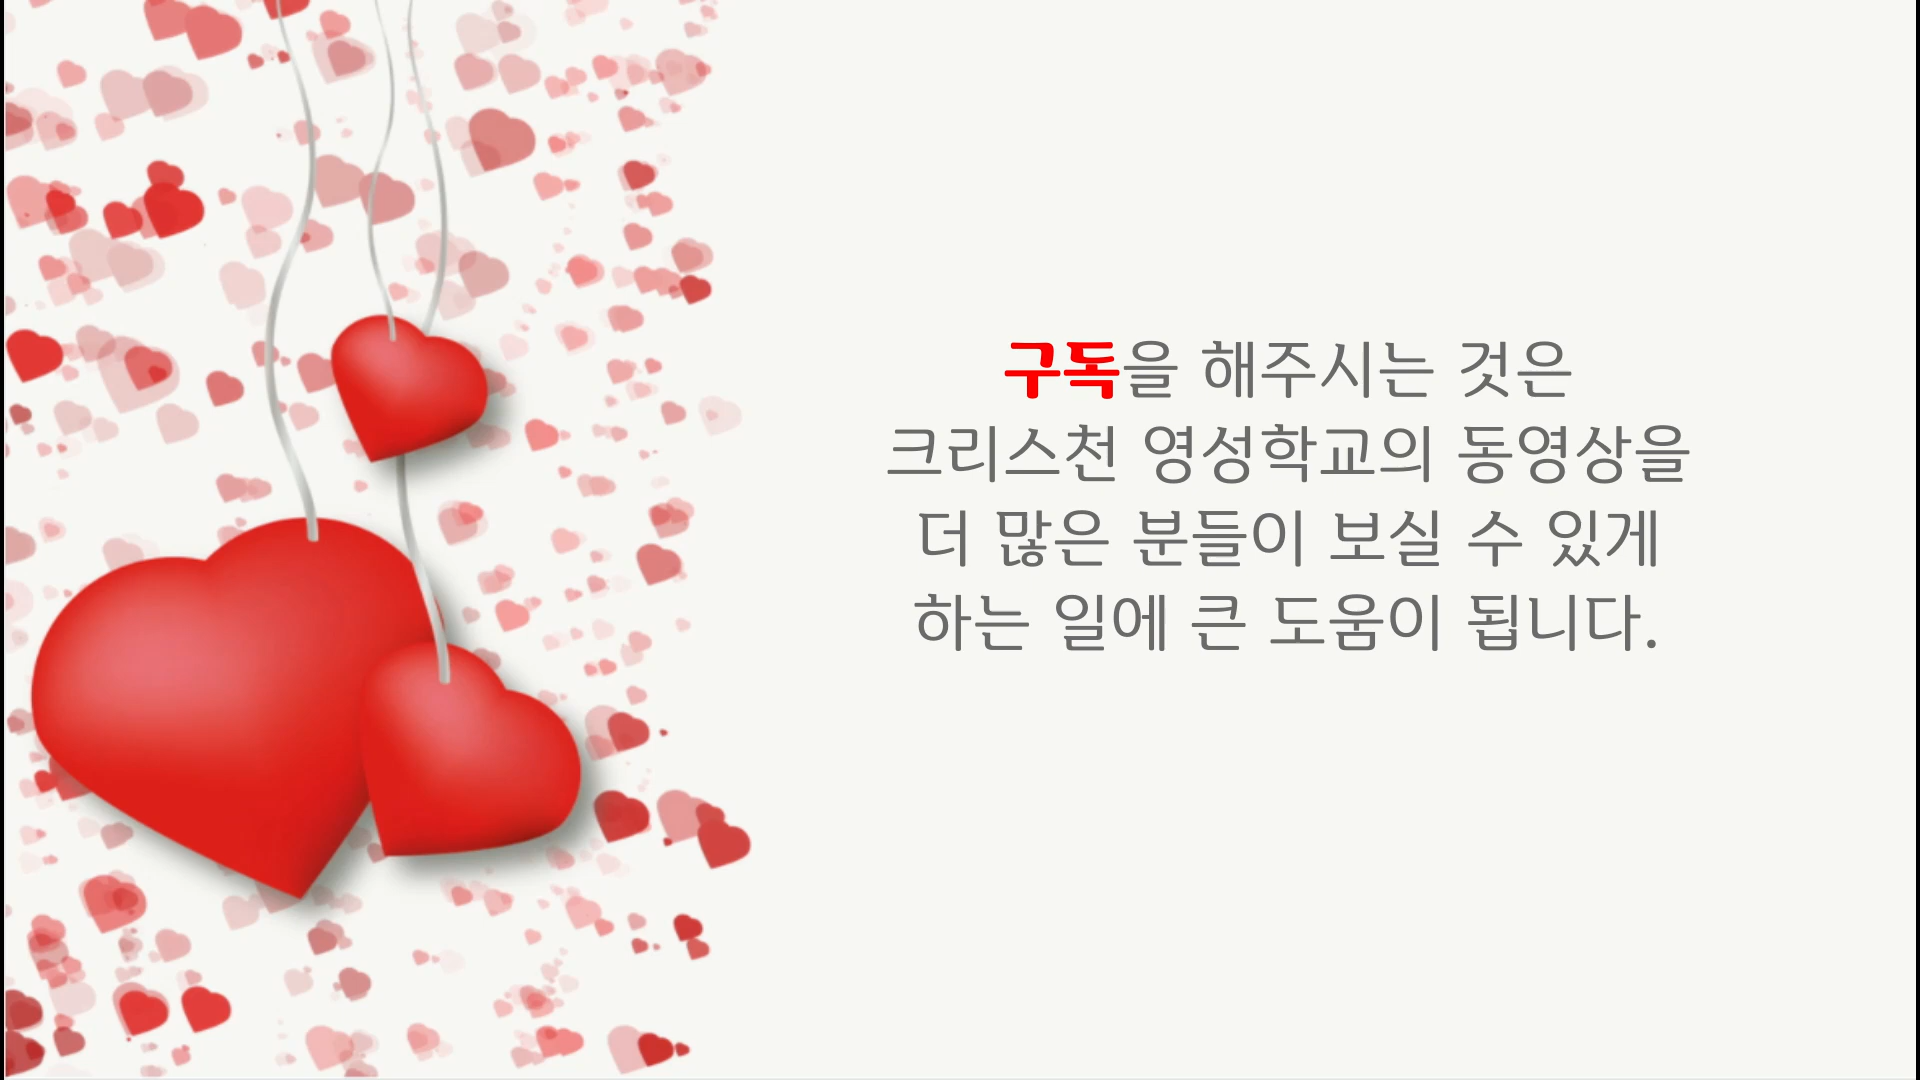 구독을 해주시는 것은
크리스천 영성학교의 동영상을
더 많은 분들이 보실 수 있게
하는 일에 큰 도움이 됩니다.